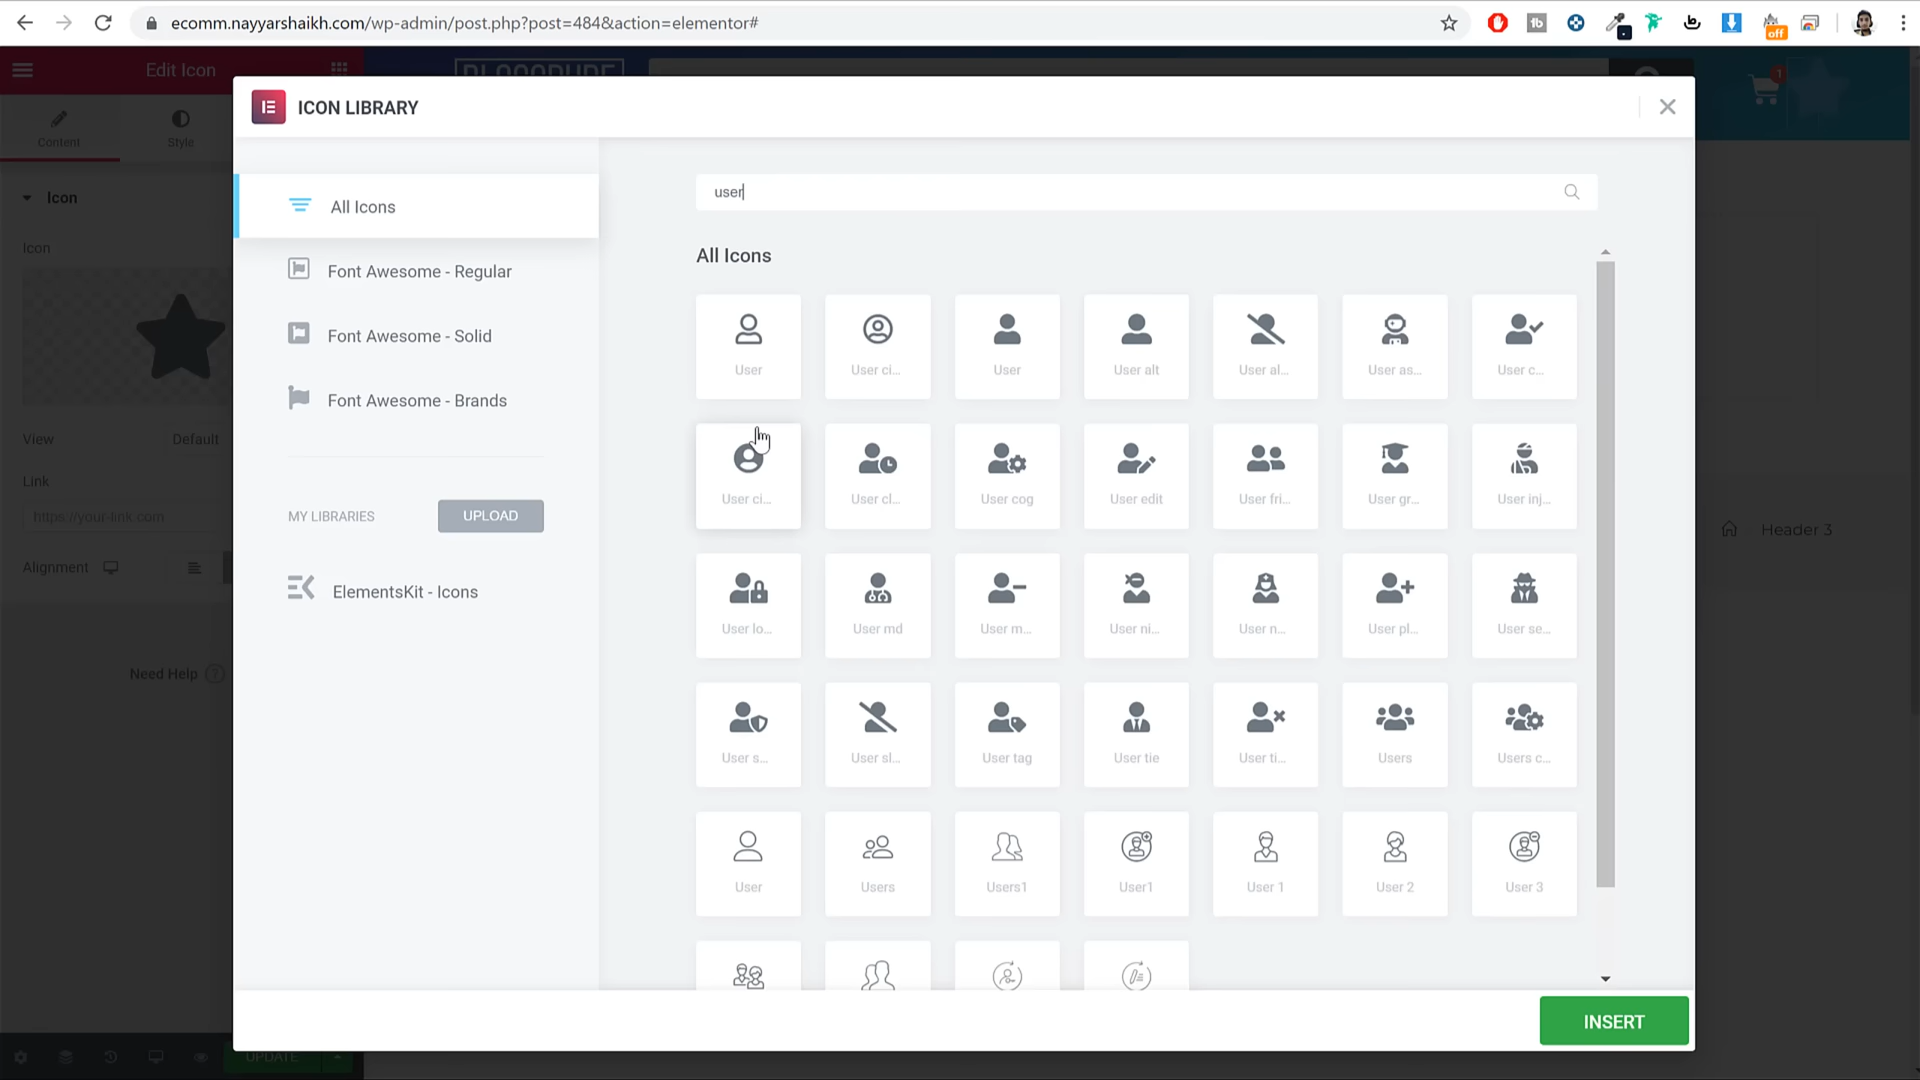 ecomm.nayyarshaikh.com/wp-admin/post.php?post=484&action=elementor#
off
Edit Icon
1
ICON LIBRARY
Content
Style
user
Icon
All Icons
Icon
Font Awesome - Regular
Font Awesome - Solid
Font Awesome - Brands
View
Default
Link
https://your-link.com
MY LIBRARIES
UPLOAD
Alignment
ElementsKit - Icons
Need Help
?
UPDATE
All Icons
User
User ci...
User
User alt
User al...
User as...
User c...
User ci...
User cl...
User cog
User edit
User fri...
User gr...
User inj...
User lo...
User md
User m...
User ni...
User n...
User pl...
User se...
User s...
User sl...
User tag
User tie
User ti...
Users
Users c...
User
Users
Users1
User1
User 1
User 2
User 3
Header 3
INSERT